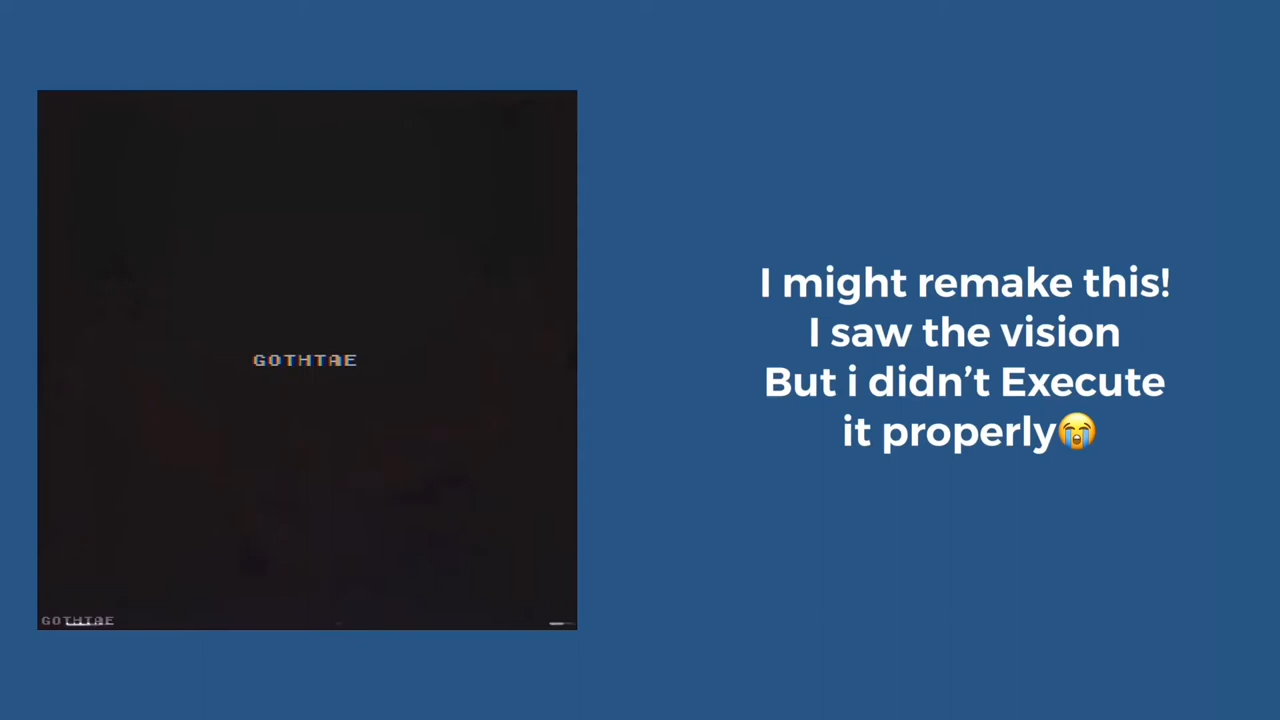 GOTHTAE
GOTHTAE
I might remake this!
I saw the vision
But i didn’t Execute
it properly😭